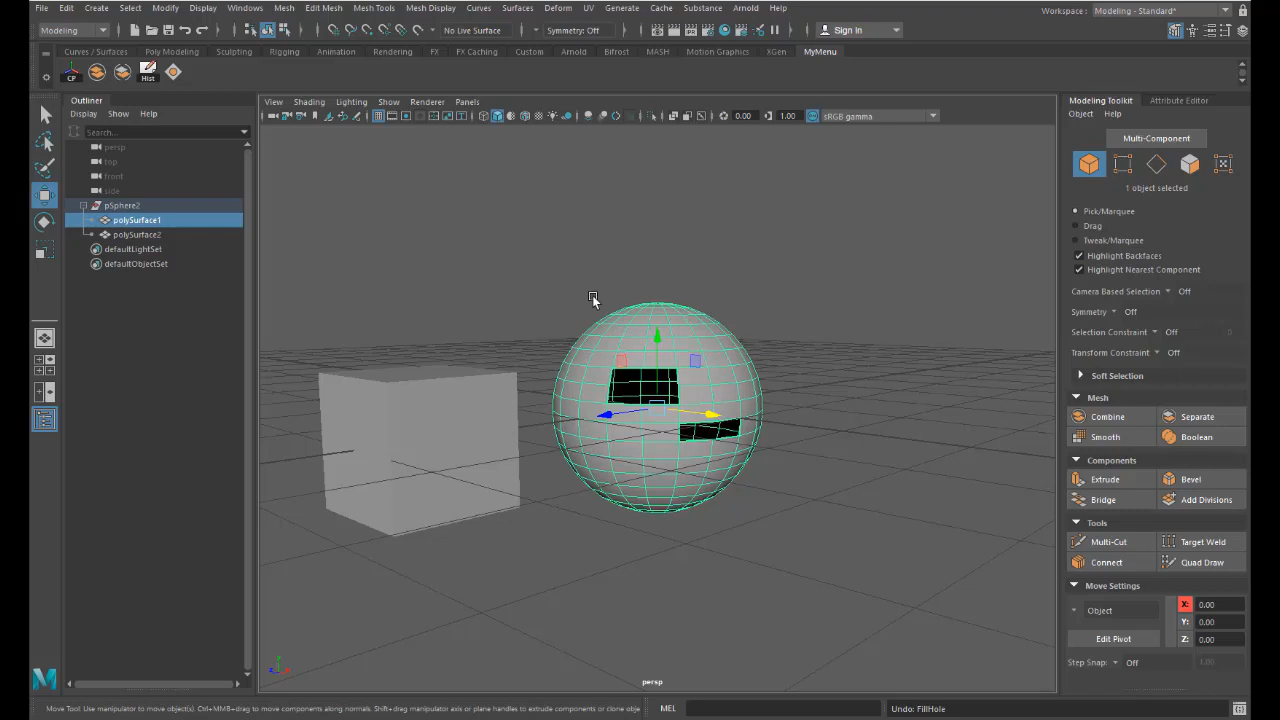 File Edit Create Select Modify Display Windows Mesh Edit Mesh Mesh Tools Mesh Display Curves Surfaces Deform UV Generate Cache Substance Arnold Help
Workspace : Modeling - Standard*
Modeling No Live Surface Symmetry: Off Sign In
Curves / Surfaces Poly Modeling Sculpting Rigging Animation Rendering FX FX Caching Custom Arnold Bifrost MASH Motion Graphics XGen MyMenu
CP Hist
Outliner
Display Show Help
Search...
persp
top
front
side
pSphere2
polySurface1
polySurface2
defaultLightSet
defaultObjectSet
View Shading Lighting Show Renderer Panels
0.00 1.00 sRGB gamma
persp
Modeling Toolkit Attribute Editor
Object Help
Multi-Component
1 object selected
Pick/Marquee
Drag
Tweak/Marquee
Highlight Backfaces
Highlight Nearest Component
Camera Based Selection Off
Symmetry Off
Selection Constraint Off 0
Transform Constraint Off
Soft Selection
Mesh
Combine Separate
Smooth Boolean
Components
Extrude Bevel
Bridge Add Divisions
Tools
Multi-Cut Target Weld
Connect Quad Draw
Move Settings
Object X: 0.00
Y: 0.00
Edit Pivot Z: 0.00
Step Snap: Off 1.00
Move Tool: Use manipulator to move object(s). Ctrl+MMB+drag to move components along normals. Shift+drag manipulator axis or plane to extrude components or clone obje MEL Undo: FillHole